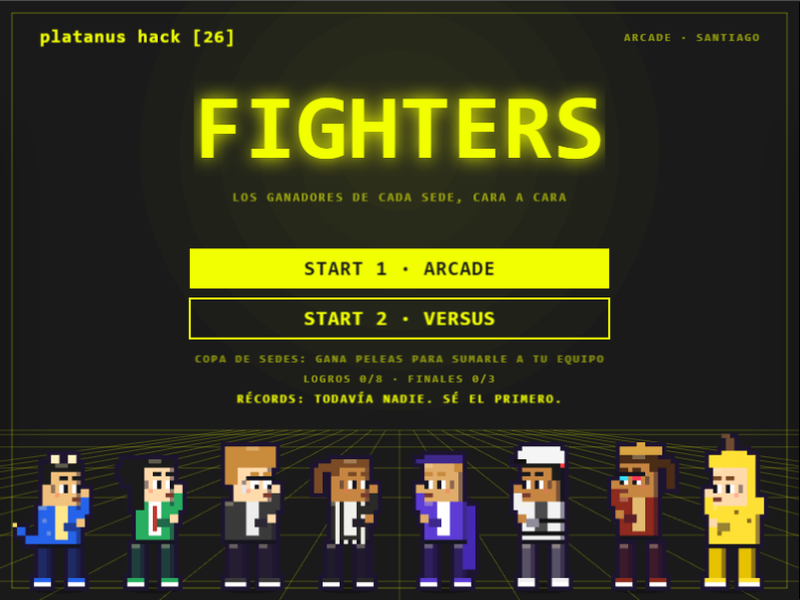 platanus hack [26]
ARCADE · SANTIAGO
FIGHTERS
LOS GANADORES DE CADA SEDE, CARA A CARA
START 1 · ARCADE
START 2 · VERSUS
COPA DE SEDES: GANA PELEAS PARA SUMARLE A TU EQUIPO
LOGROS 0/8 · FINALES 0/3
RÉCORDS: TODAVÍA NADIE. SÉ EL PRIMERO.